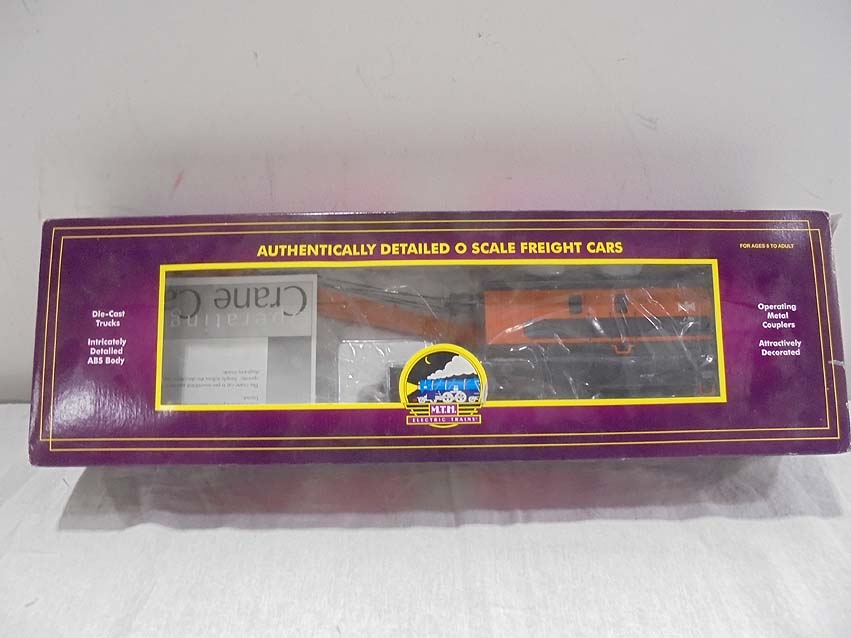 AUTHENTICALLY DETAILED O SCALE FREIGHT CARS
FOR AGES 8 TO ADULT
Die-Cast
Trucks
Intricately
Detailed
ABS Body
Operating
Metal
Couplers
Attractively
Decorated
perating
Crane Ca
M.T.H.
ELECTRIC TRAINS